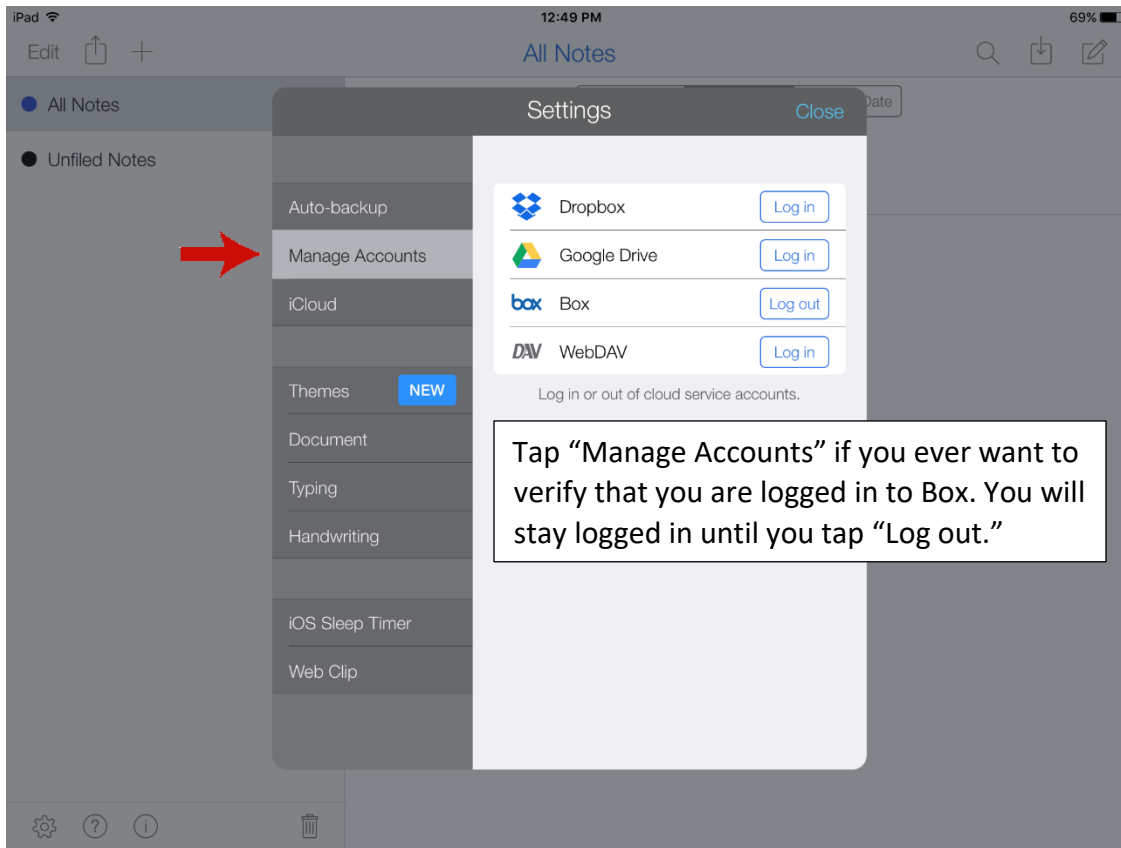 iPad 12:49 PM 69%
Edit All Notes
All Notes
Settings Close Date
Unfiled Notes
Auto-backup
Manage Accounts
iCloud
Themes NEW
Document
Typing
Handwriting
iOS Sleep Timer
Web Clip
Dropbox Log in
Google Drive Log in
box Box Log out
DAV WebDAV Log in
Log in or out of cloud service accounts.
Tap “Manage Accounts” if you ever want to
verify that you are logged in to Box. You will
stay logged in until you tap “Log out.”